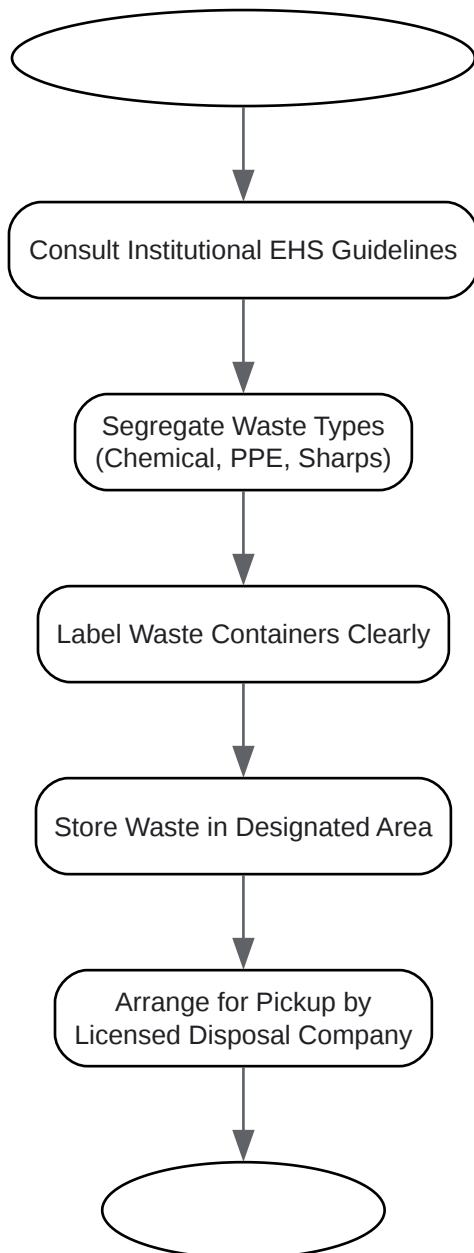 Consult Institutional EHS Guidelines
Segregate Waste Types
(Chemical, PPE, Sharps)
Label Waste Containers Clearly
Store Waste in Designated Area
Arrange for Pickup by
Licensed Disposal Company